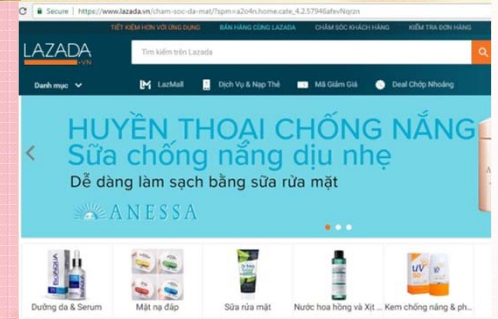 Secure | https://www.lazada.vn/cham-soc-da-mat/?spm=a2o4n.home.cate_4.2.57946afevNqrzn
TIẾT KIỆM HƠN VỚI ỨNG DỤNG BÁN HÀNG CÙNG LAZADA CHĂM SÓC KHÁCH HÀNG KIỂM TRA ĐƠN HÀNG
LAZADA
.VN
Tìm kiếm trên Lazada
Danh mục LazMall Dịch Vụ & Nạp Thẻ Mã Giảm Giá Deal Chớp Nhoáng
HUYỀN THOẠI CHỐNG NẮNG
Sữa chống nắng dịu nhẹ
Dễ dàng làm sạch bằng sữa rửa mặt
ANESSA
BIOAQUA
UV
Dưỡng da & Serum Mặt nạ đắp Sữa rửa mặt Nước hoa hồng và Xịt ... Kem chống nắng & ph...